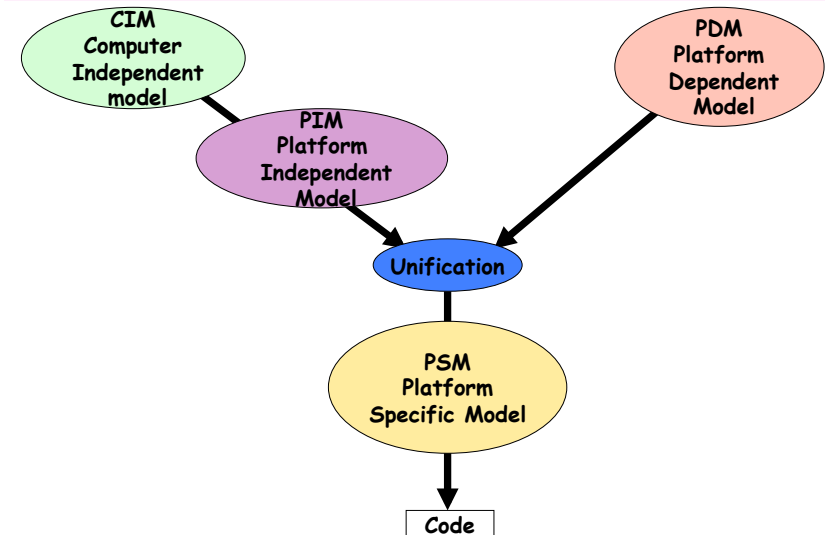 CIM
Computer
Independent
model
PDM
Platform
Dependent
Model
PIM
Platform
Independent
Model
Unification
PSM
Platform
Specific Model
Code